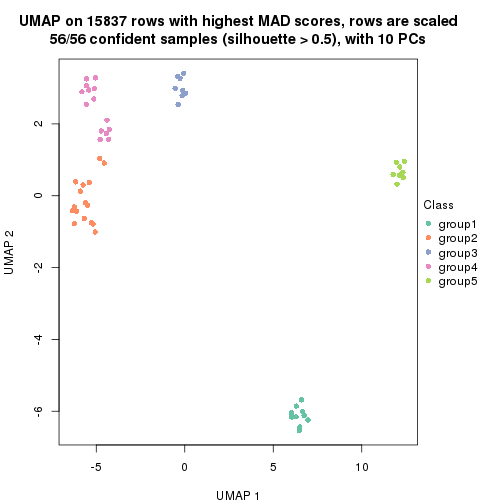 UMAP on 15837 rows with highest MAD scores, rows are scaled
56/56 confident samples (silhouette > 0.5), with 10 PCs
2
0
-2
-4
-6
UMAP 2
-5
0
5
10
UMAP 1
Class
group1
group2
group3
group4
group5